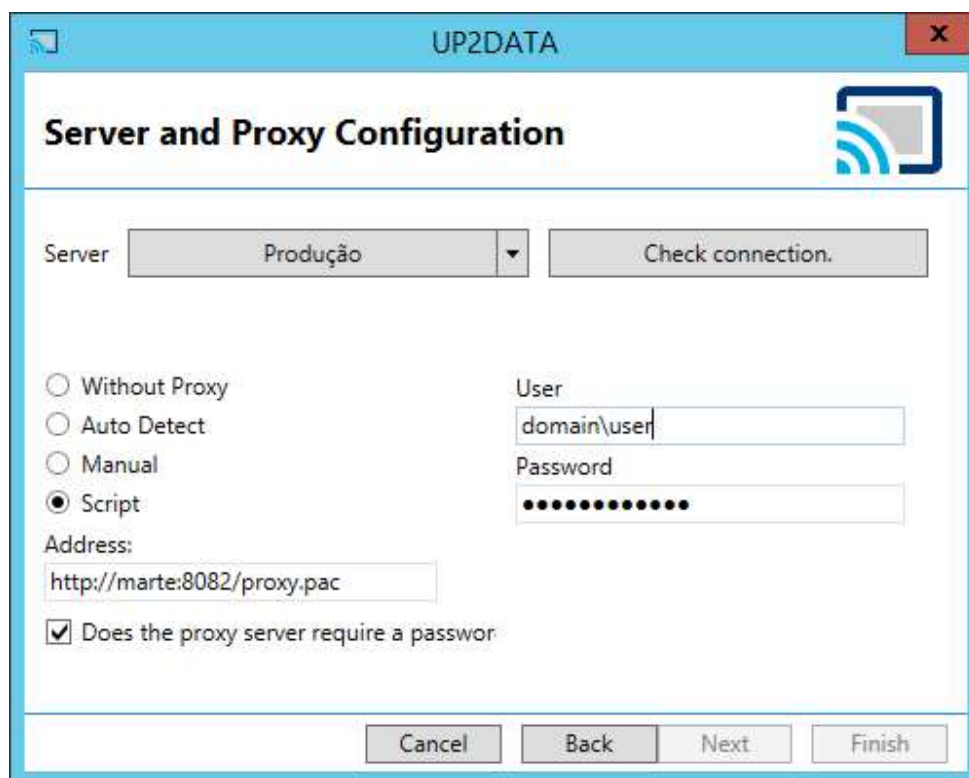 UP2DATA
x
Server and Proxy Configuration
Server
Produção
Check connection.
Without Proxy
Auto Detect
Manual
Script
Address:
http://marte:8082/proxy.pac
Does the proxy server require a passwor
User
domain\user
Password
••••••••••••
Cancel
Back
Next
Finish